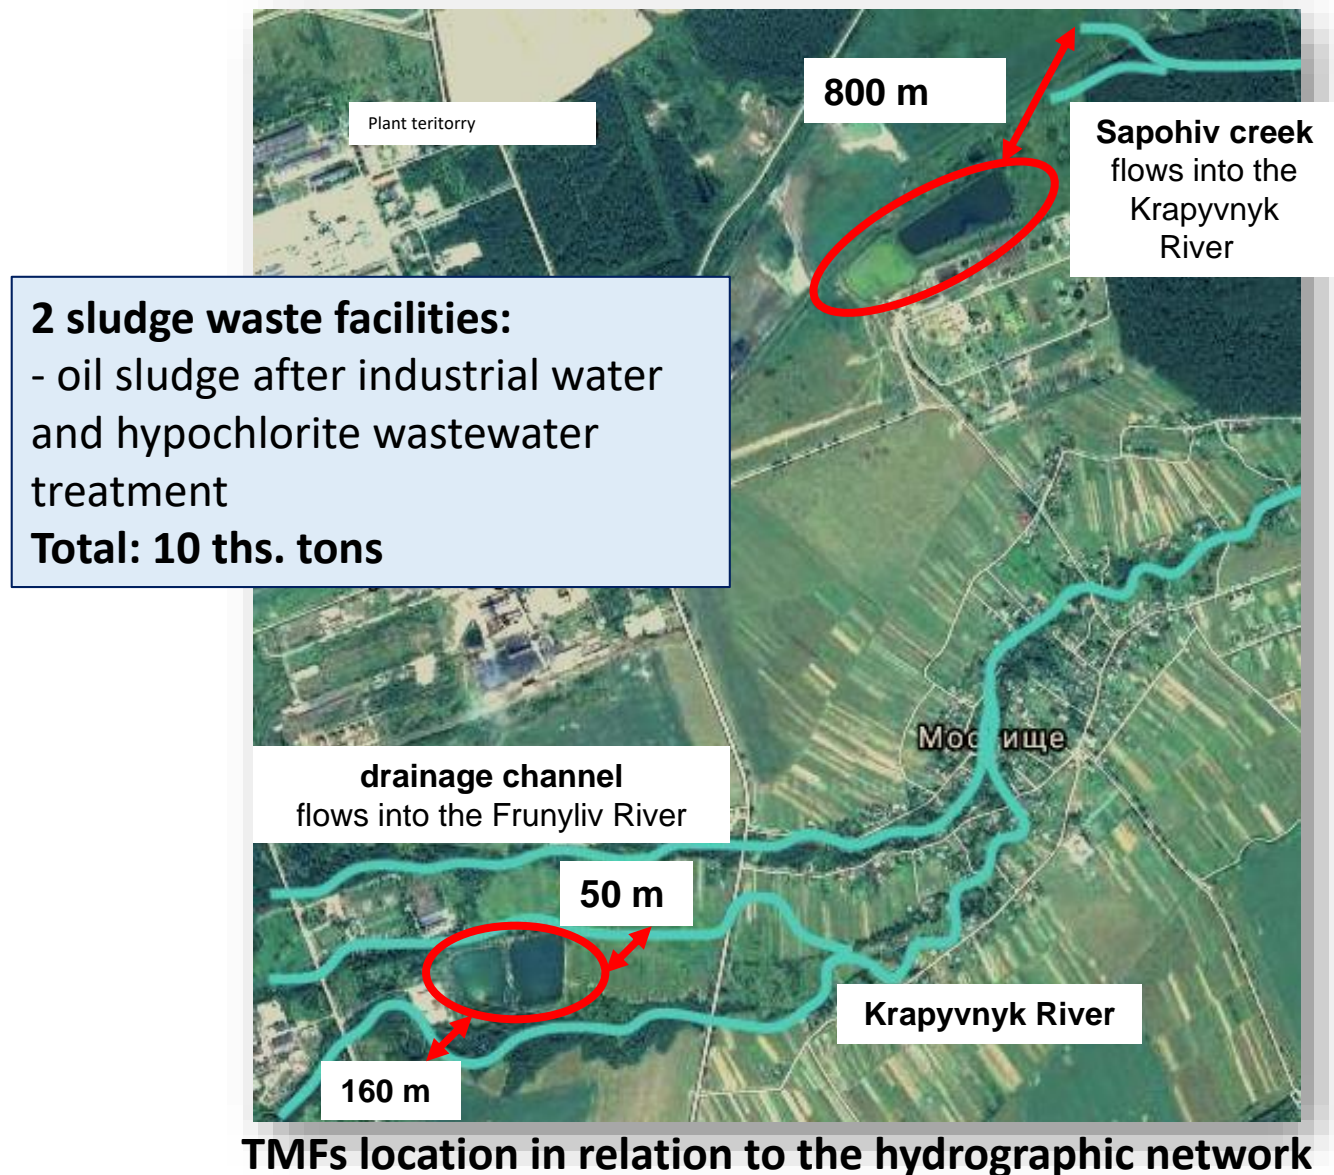 Plant teritorry
800 m
Sapohiv creek
flows into the
Krapyvnyk
River
2 sludge waste facilities:
- oil sludge after industrial water
and hypochlorite wastewater
treatment
Total: 10 ths. tons
drainage channel
flows into the Frunyliv River
50 m
Krapyvnyk River
160 m
TMFs location in relation to the hydrographic network